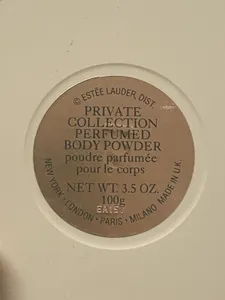 © ESTĒE LAUDER, DIST.
PRIVATE
COLLECTION
PERFUMED
BODY POWDER
poudre parfumée
pour le corps
NET WT. 3.5 OZ.
100g
NEW YORK · LONDON · PARIS · MILANO MADE IN U.K.